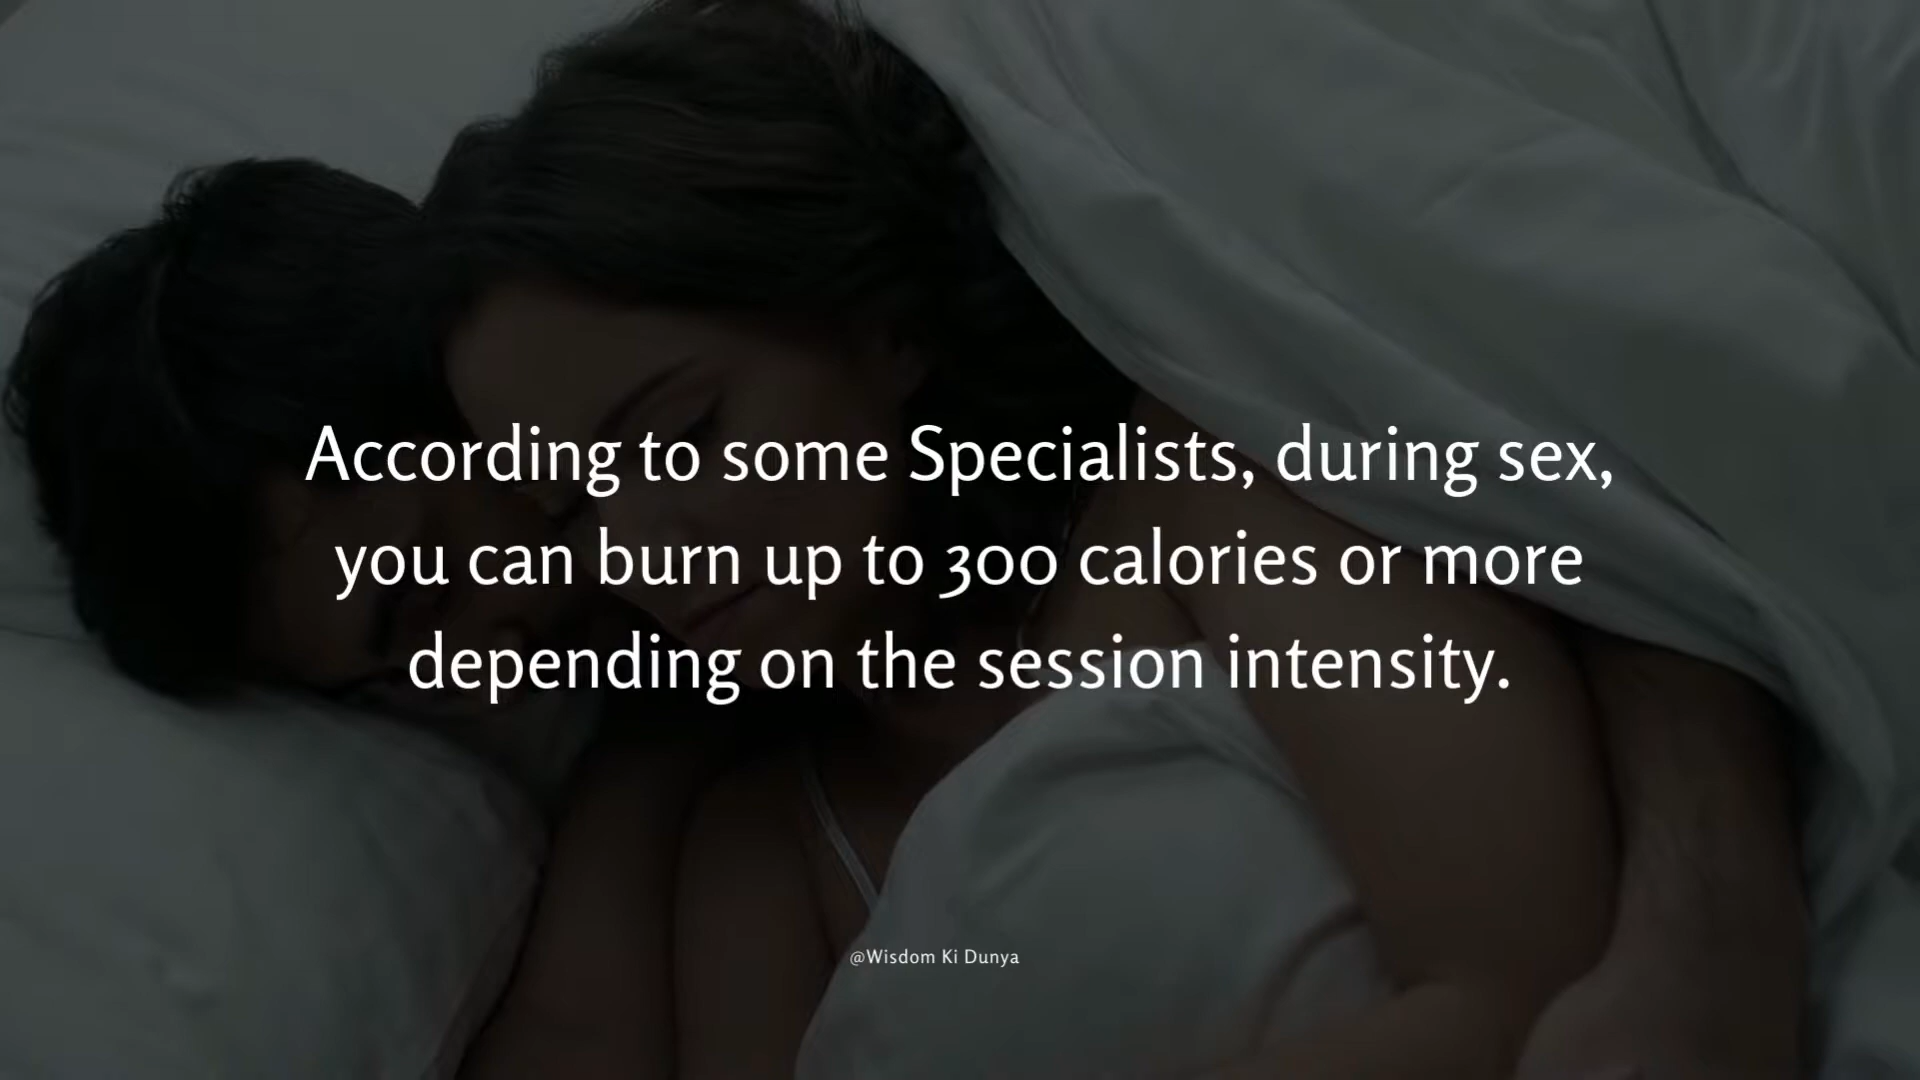 According to some Specialists, during sex,
you can burn up to 300 calories or more
depending on the session intensity.
@Wisdom Ki Dunya